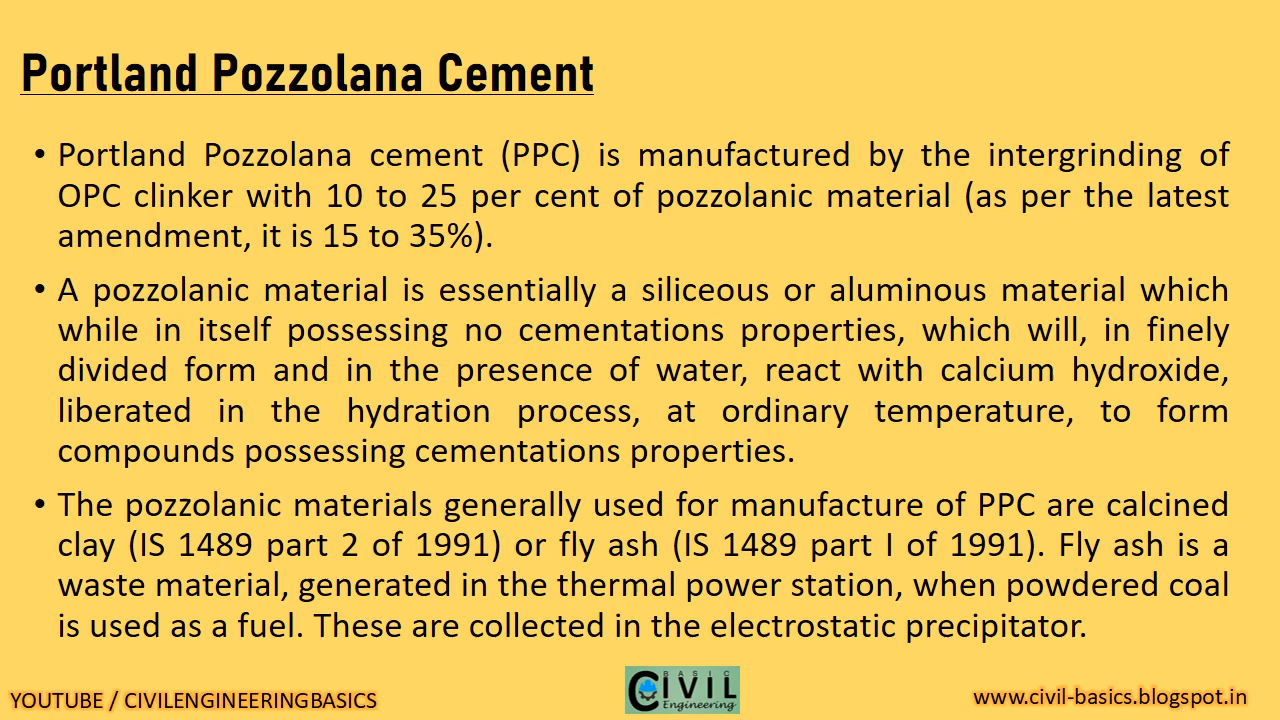 Portland Pozzolana Cement
• Portland Pozzolana cement (PPC) is manufactured by the intergrinding of
OPC clinker with 10 to 25 per cent of pozzolanic material (as per the latest
amendment, it is 15 to 35%).
• A pozzolanic material is essentially a siliceous or aluminous material which
while in itself possessing no cementations properties, which will, in finely
divided form and in the presence of water, react with calcium hydroxide,
liberated in the hydration process, at ordinary temperature, to form
compounds possessing cementations properties.
• The pozzolanic materials generally used for manufacture of PPC are calcined
clay (IS 1489 part 2 of 1991) or fly ash (IS 1489 part I of 1991). Fly ash is a
waste material, generated in the thermal power station, when powdered coal
is used as a fuel. These are collected in the electrostatic precipitator.
YOUTUBE / CIVILENGINEERINGBASICS
BASIC
CIVIL
Engineering
www.civil-basics.blogspot.in